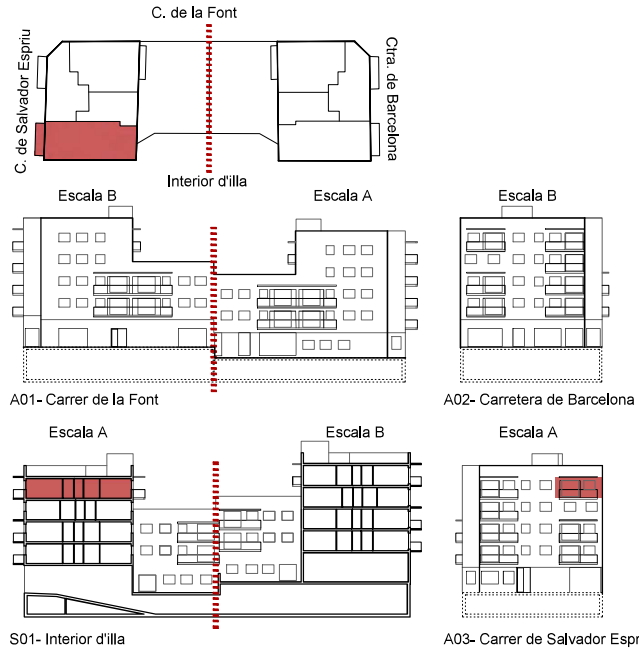 C. de la Font
C. de Salvador Espriu
Ctra. de Barcelona
Interior d'illa
Escala B
Escala A
Escala B
A01- Carrer de la Font
A02- Carretera de Barcelona
Escala A
Escala B
Escala A
S01- Interior d'illa
A03- Carrer de Salvador Espr